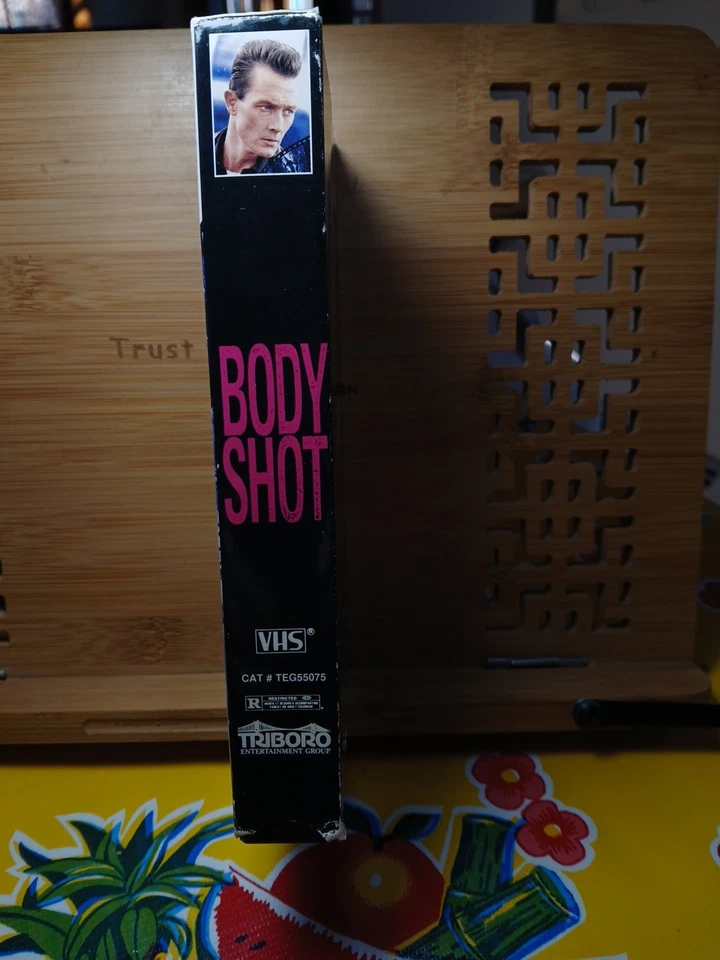 Trust
BODY
SHOT
VHS®
CAT # TEG55075
R RESTRICTED
TRIBORO
ENTERTAINMENT GROUP